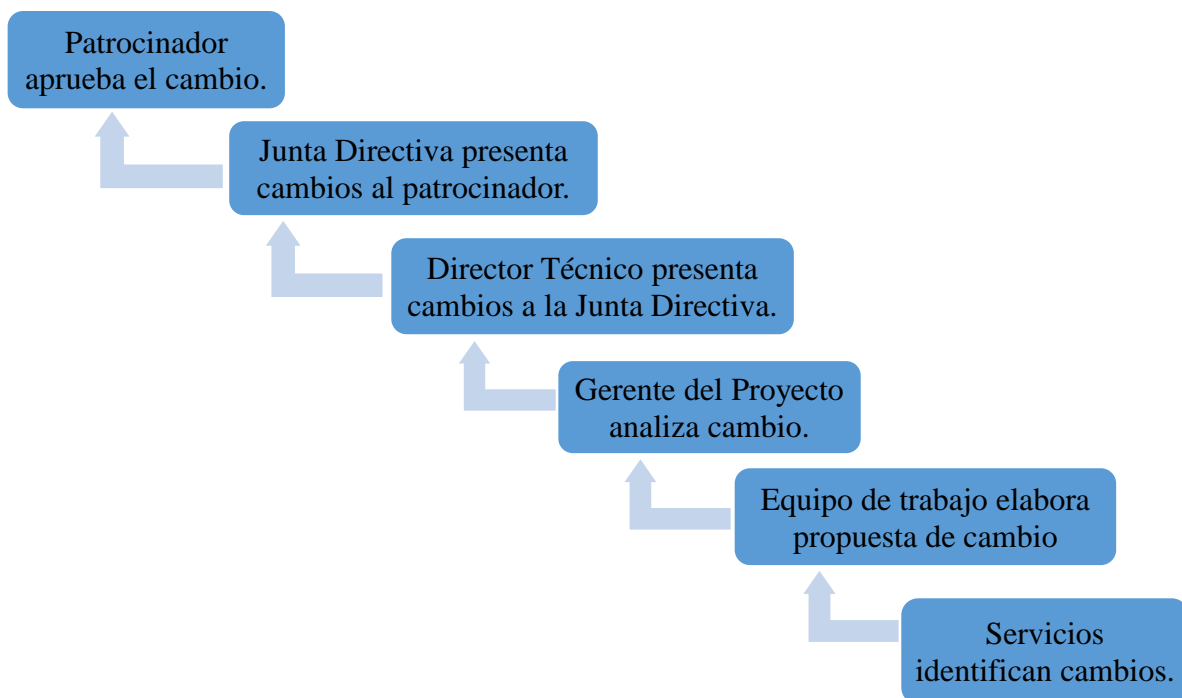 Patrocinador
aprueba el cambio.
Junta Directiva presenta
cambios al patrocinador.
Director Técnico presenta
cambios a la Junta Directiva.
Gerente del Proyecto
analiza cambio.
Equipo de trabajo elabora
propuesta de cambio
Servicios
identifican cambios.